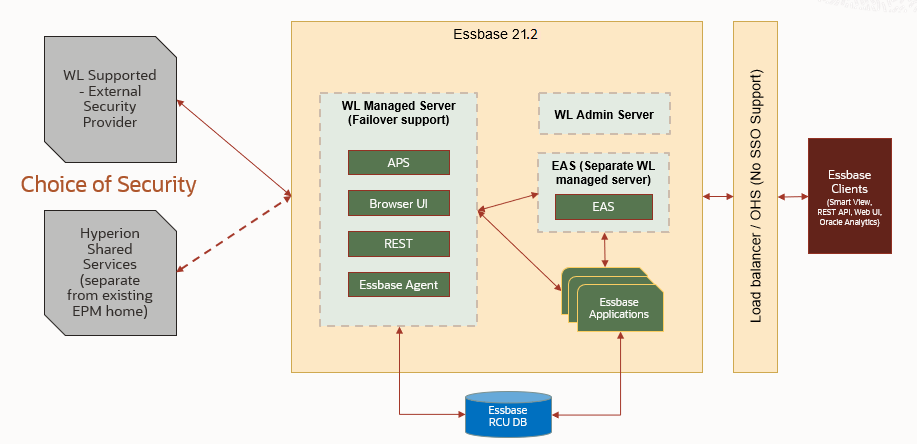 Essbase 21.2
WL Supported
- External
Security
Provider
Choice of Security
Hyperion
Shared
Services
(separate
from existing
EPM home)
WL Managed Server
(Failover support)
APS
Browser UI
REST
Essbase Agent
WL Admin Server
EAS (Separate WL
managed server)
EAS
Essbase
Applications
Essbase
RCU DB
Load balancer / OHS (No SSO Support)
Essbase
Clients
(Smart View,
REST API, Web UI,
Oracle Analytics)